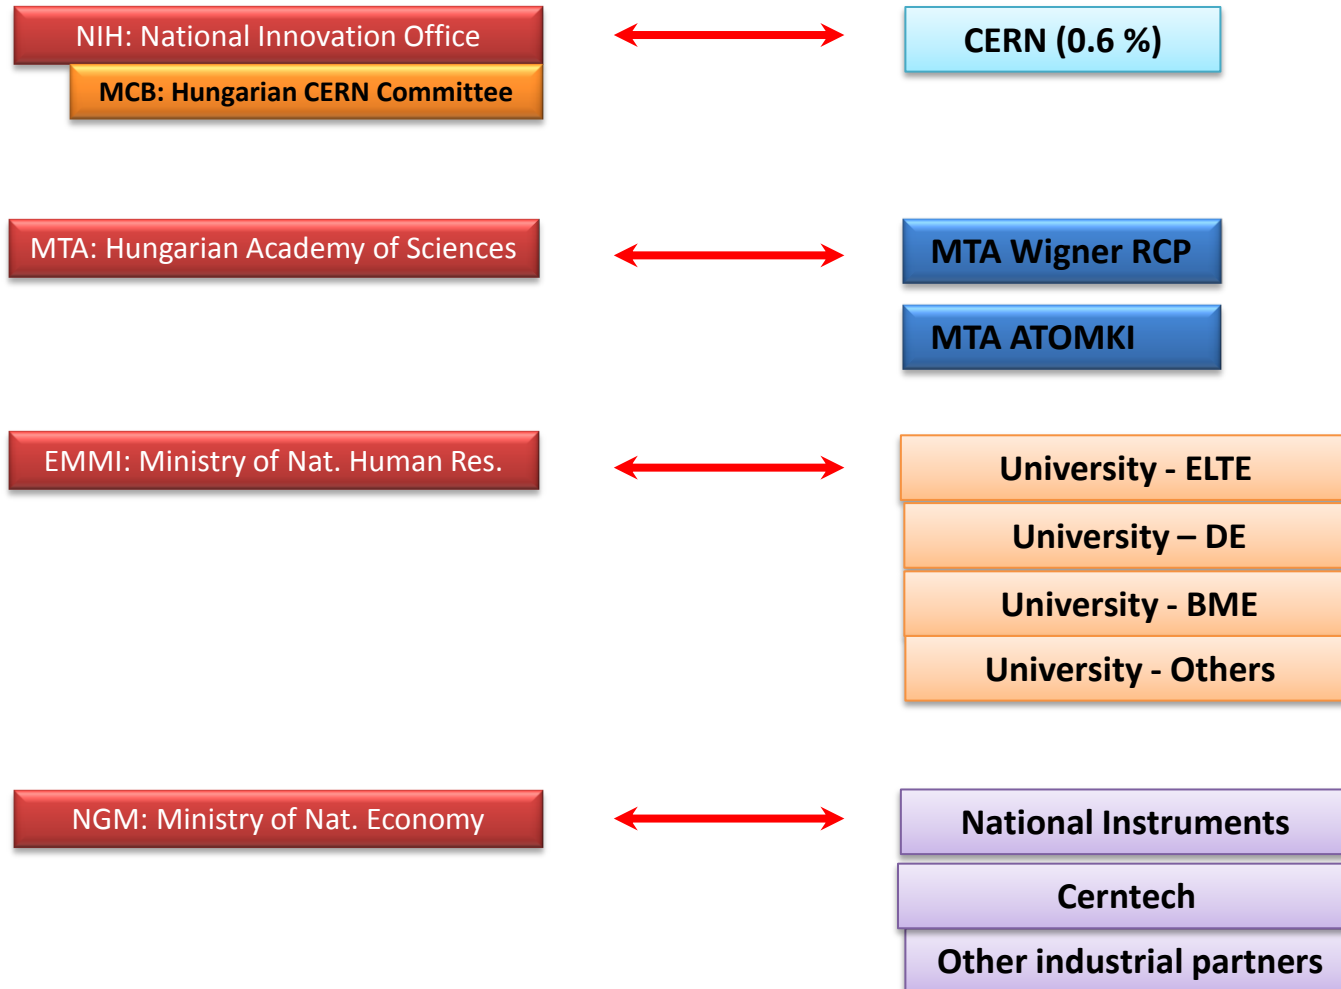 NIH: National Innovation Office
CERN (0.6 %)
MCB: Hungarian CERN Committee
MTA: Hungarian Academy of Sciences
MTA Wigner RCP
MTA ATOMKI
EMMI: Ministry of Nat. Human Res.
University - ELTE
University – DE
University - BME
University - Others
NGM: Ministry of Nat. Economy
National Instruments
Cerntech
Other industrial partners